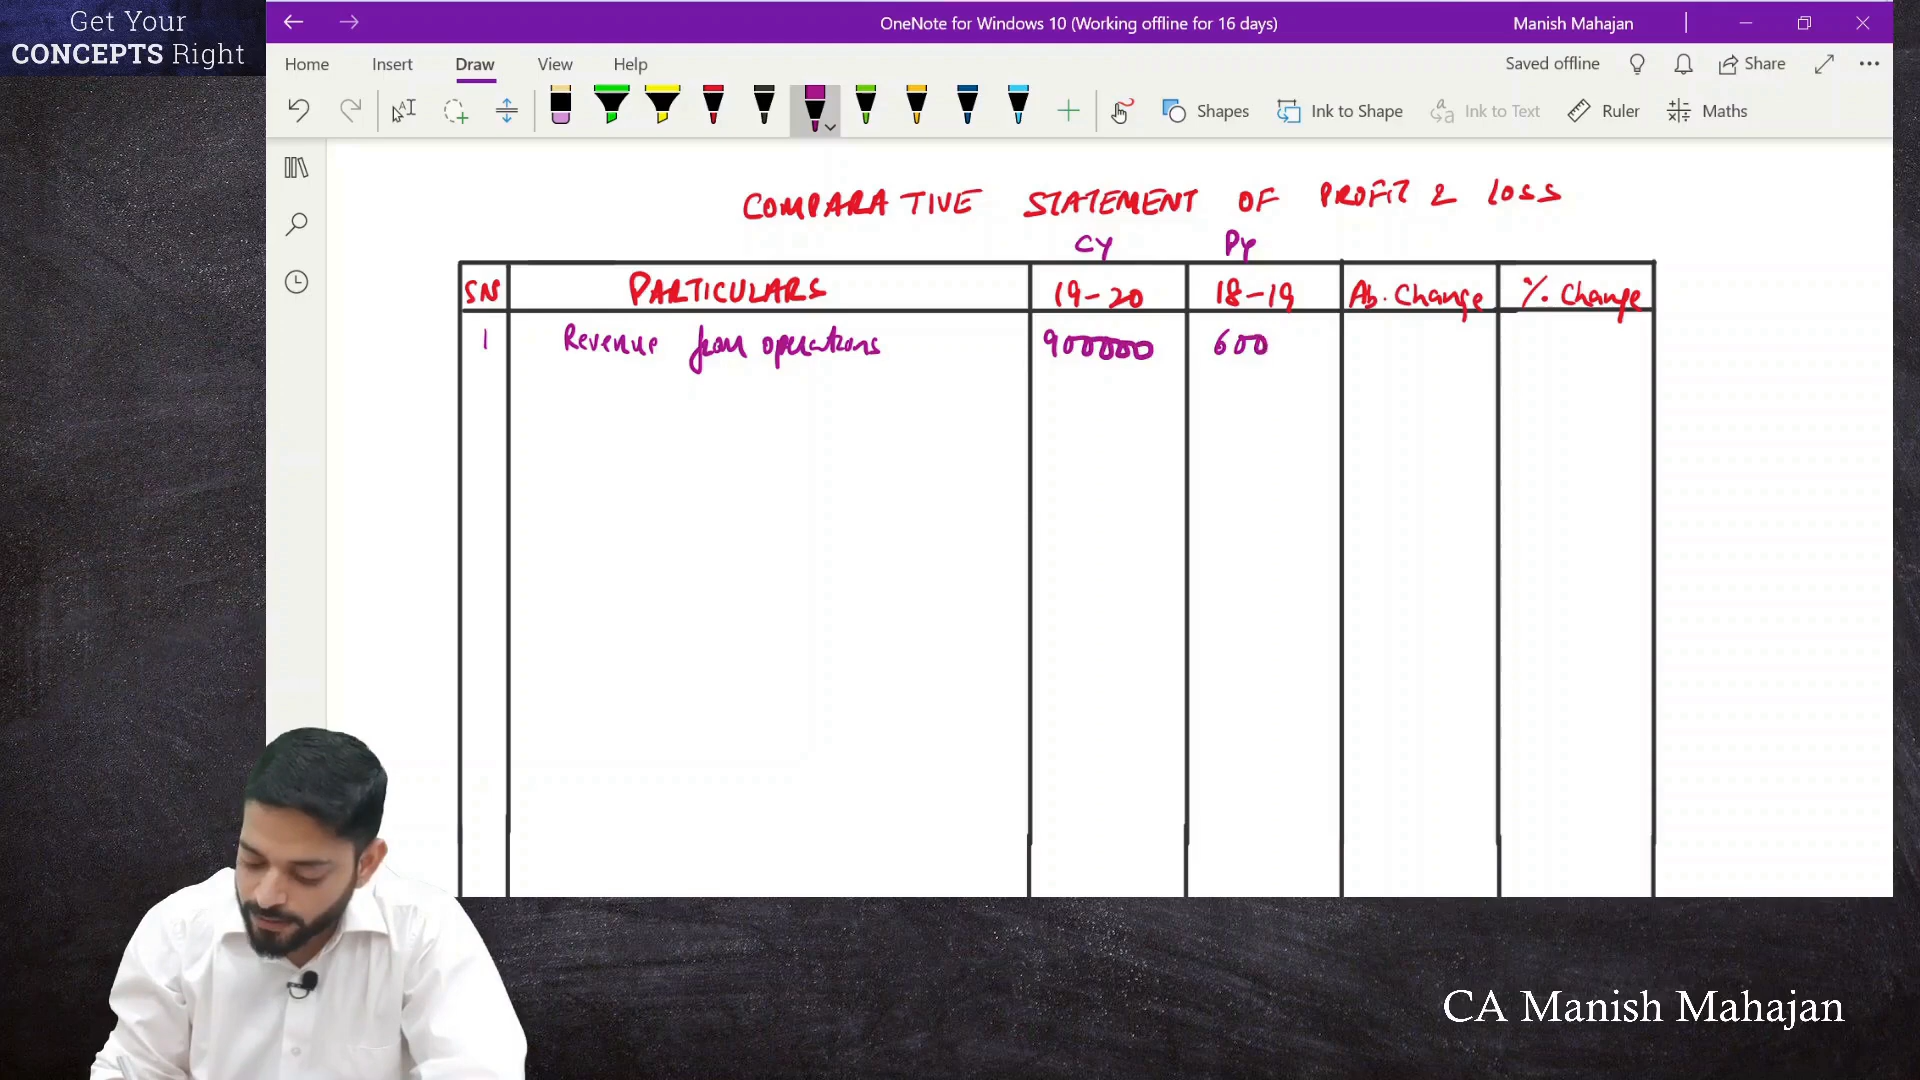 Get Your
CONCEPTS Right
OneNote for Windows 10 (Working offline for 16 days)
Manish Mahajan
Home Insert Draw View Help
Saved offline
Share
Shapes
Ink to Shape
Ink to Text
Ruler
Maths
COMPARATIVE STATEMENT OF PROFIT & LOSS
CY PY
SN PARTICULARS 19-20 18-19 Ab. Change %. Change
1 Revenue from operations 900000 600
CA Manish Mahajan